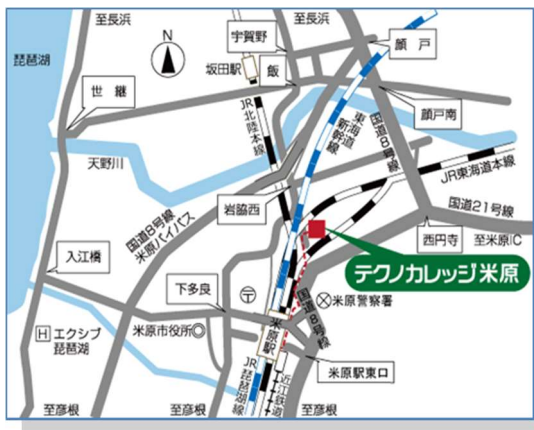 至長浜
至長浜
宇賀野
顔戸
琵琶湖
N
坂田駅
飯
世継
JR北陸本線
東海道新幹線
国道8号線
顔戸南
天野川
JR東海道本線
岩脇西
国道8号線
米原バイパス
国道21号線
西円寺
至米原IC
入江橋
テクノカレッジ米原
下多良
〒
米原警察署
国道8号線
H エクシブ
琵琶湖
米原市役所
米原駅
米原駅東口
JR琵琶湖線
近江鉄道
至彦根
至彦根
至彦根